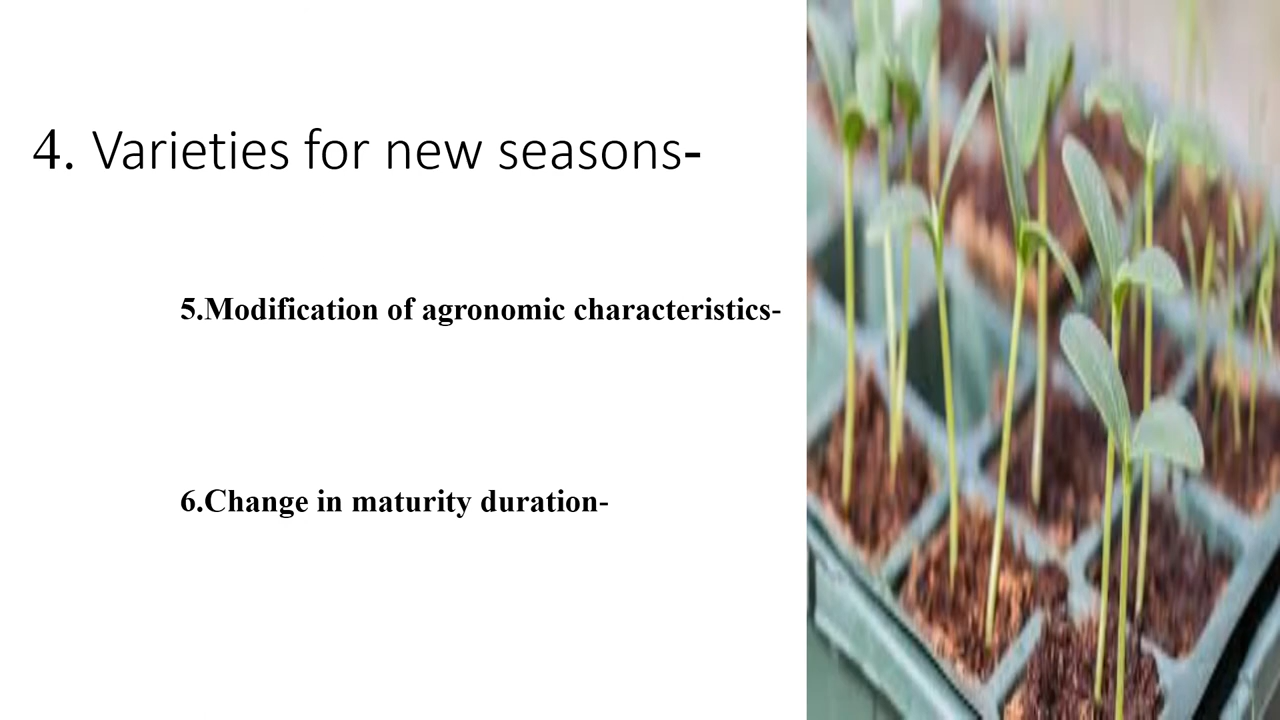 4. Varieties for new seasons-
5.Modification of agronomic characteristics-
6.Change in maturity duration-